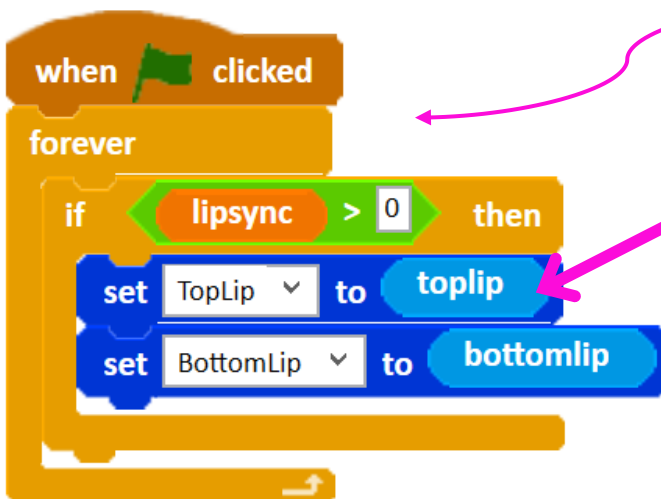 when clicked
forever
if lipsync > 0 then
set TopLip to toplip
set BottomLip to bottomlip